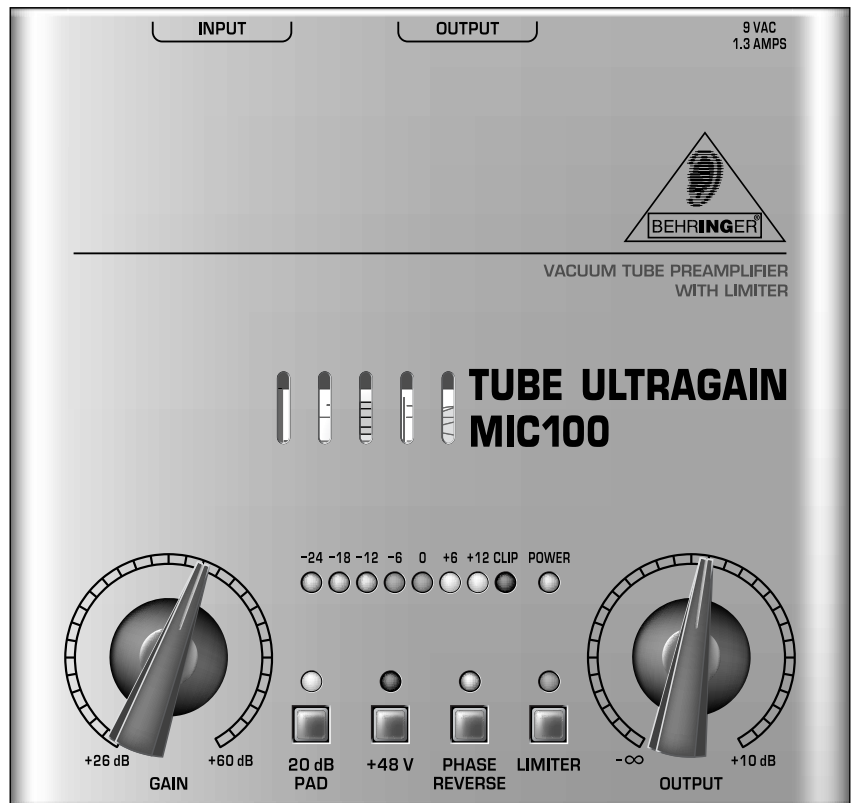 INPUT OUTPUT 9 VAC
1.3 AMPS
BEHRINGER®
VACUUM TUBE PREAMPLIFIER
WITH LIMITER
TUBE ULTRAGAIN
MIC100
-24 -18 -12 -6 0 +6 +12 CLIP POWER
+26 dB +60 dB
GAIN
20 dB
PAD
+48 V
PHASE
REVERSE
LIMITER
-∞ +10 dB
OUTPUT